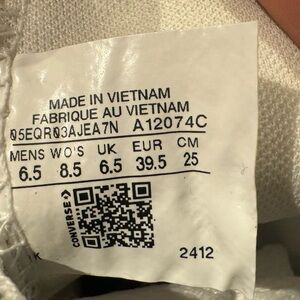 MADE IN VIETNAM
FABRIQUE AU VIETNAM
05EQR03AJEA7N A12074C
MENS WO'S UK EUR CM
6.5 8.5 6.5 39.5 25
CONVERSE
2412